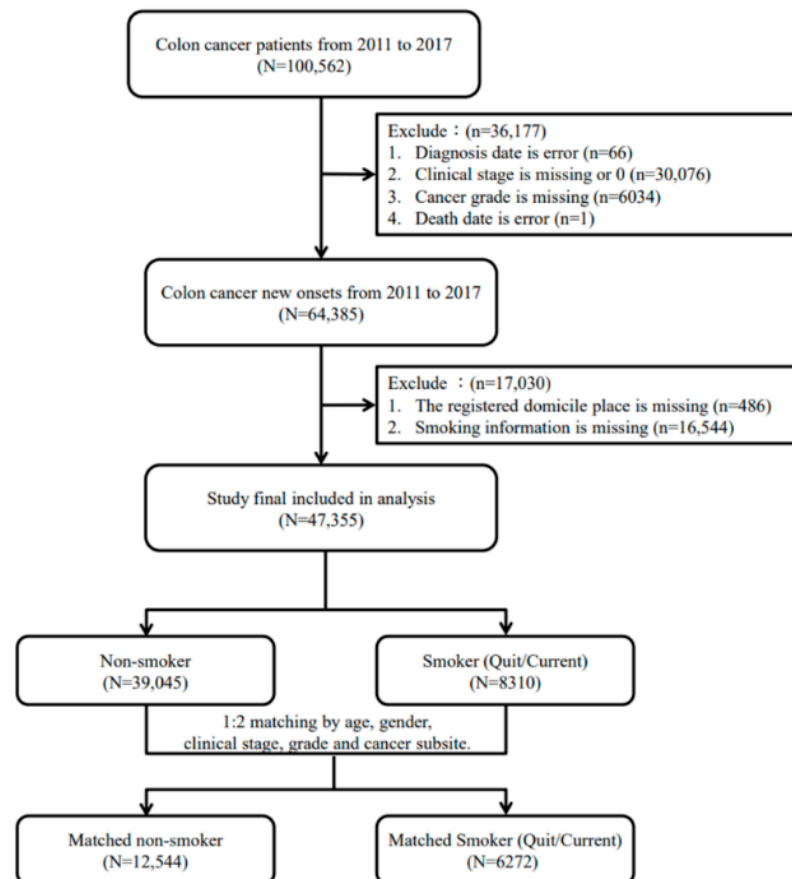 Colon cancer patients from 2011 to 2017
(N=100,562)
Exclude：(n=36,177)
1. Diagnosis date is error (n=66)
2. Clinical stage is missing or 0 (n=30,076)
3. Cancer grade is missing (n=6034)
4. Death date is error (n=1)
Colon cancer new onsets from 2011 to 2017
(N=64,385)
Exclude ：(n=17,030)
1. The registered domicile place is missing (n=486)
2. Smoking information is missing (n=16,544)
Study final included in analysis
(N=47,355)
Non-smoker
(N=39,045)
Smoker (Quit/Current)
(N=8310)
1:2 matching by age, gender,
clinical stage, grade and cancer subsite.
Matched non-smoker
(N=12,544)
Matched Smoker (Quit/Current)
(N=6272)